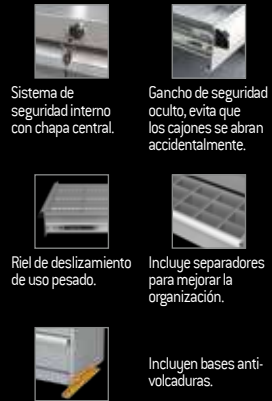 Sistema de
seguridad interno
con chapa central.
Gancho de seguridad
oculto, evita que
los cajones se abran
accidentalmente.
Riel de deslizamiento
de uso pesado.
Incluye separadores
para mejorar la
organización.
Incluyen bases anti-
volcaduras.